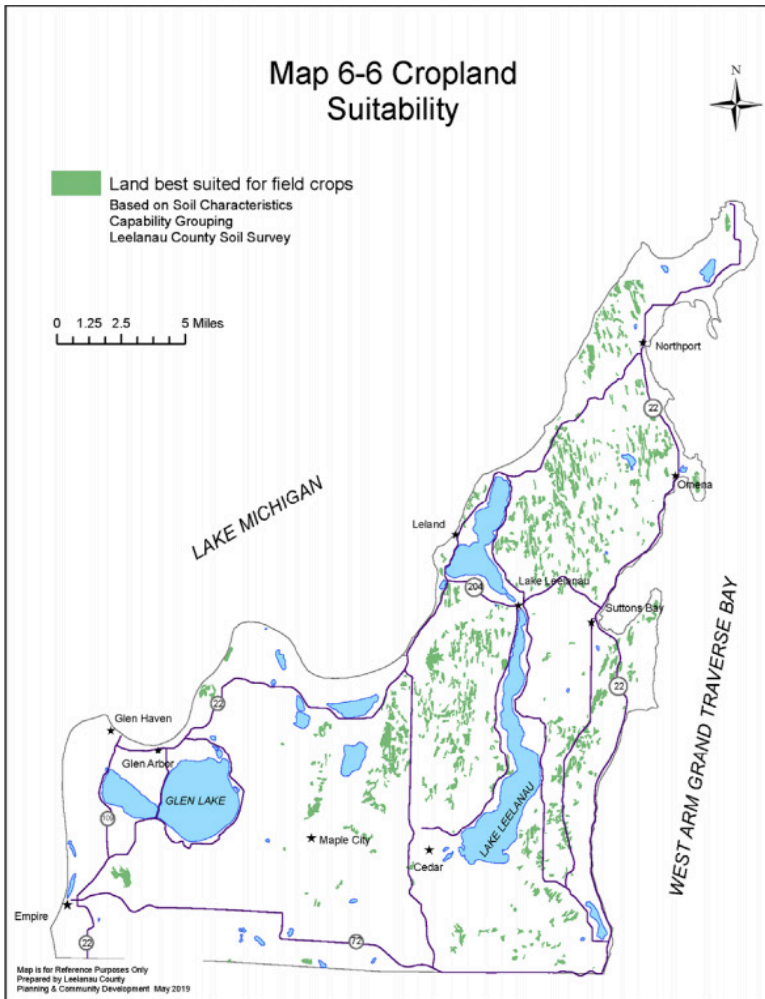 Map 6-6 Cropland
Suitability
N
Land best suited for field crops
Based on Soil Characteristics
Capability Grouping
Leelanau County Soil Survey
0 1.25 2.5 5 Miles
Northport
22
LAKE MICHIGAN
Omena
Leland
204
Lake Leelanau
Suttons Bay
WEST ARM GRAND TRAVERSE BAY
22
22
Glen Haven
Glen Arbor
GLEN LAKE
109
Maple City
LAKE LEELANAU
Cedar
Empire
22
72
Map is for Reference Purposes Only
Prepared by Leelanau County
Planning & Community Development May 2019